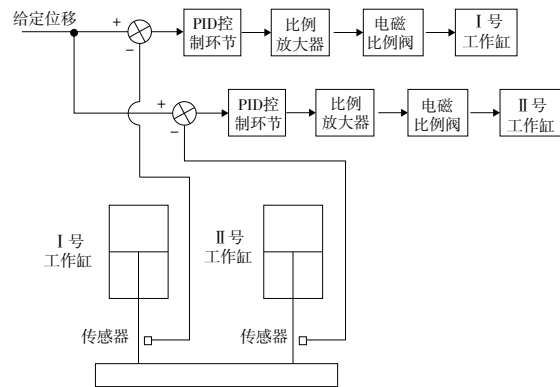 给定位移
+
−
PID控
制环节
比例
放大器
电磁
比例阀
Ⅰ号
工作缸
+
−
PID控
制环节
比例
放大器
电磁
比例阀
Ⅱ号
工作缸
Ⅰ号
工作缸
Ⅱ号
工作缸
传感器
传感器